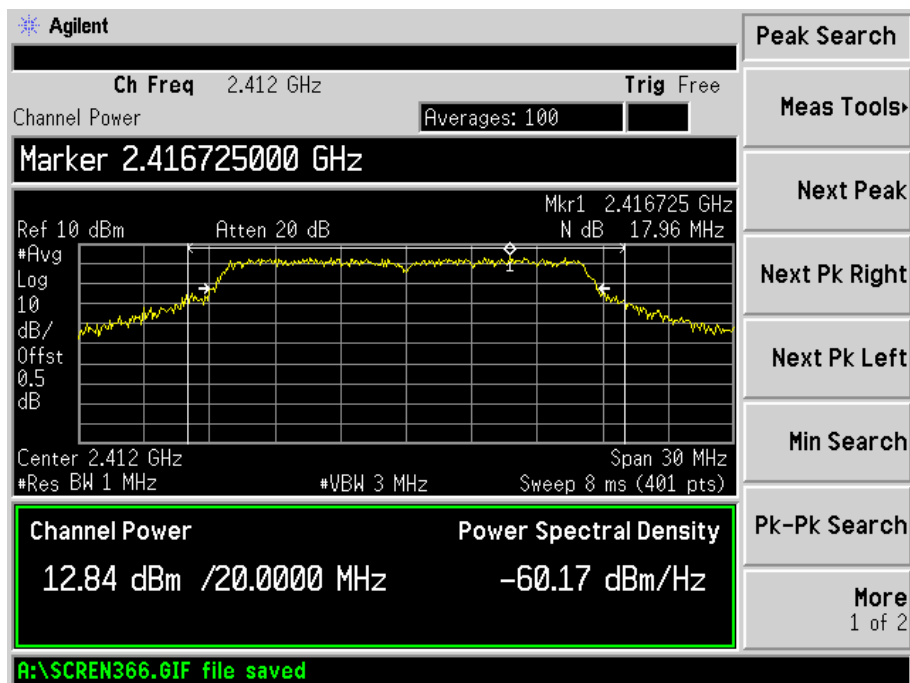 Agilent
Peak Search
Ch Freq 2.412 GHz Trig Free
Channel Power Averages: 100
Meas Tools
Marker 2.416725000 GHz
Mkr1 2.416725 GHz
Ref 10 dBm Atten 20 dB N dB 17.96 MHz
Next Peak
#Avg
Log
10
dB/
Offst
0.5
dB
1
Next Pk Right
Next Pk Left
Center 2.412 GHz Span 30 MHz
#Res BW 1 MHz #VBW 3 MHz Sweep 8 ms (401 pts)
Min Search
Channel Power Power Spectral Density
12.84 dBm /20.0000 MHz -60.17 dBm/Hz
Pk-Pk Search
More
1 of 2
A:\SCREN366.GIF file saved